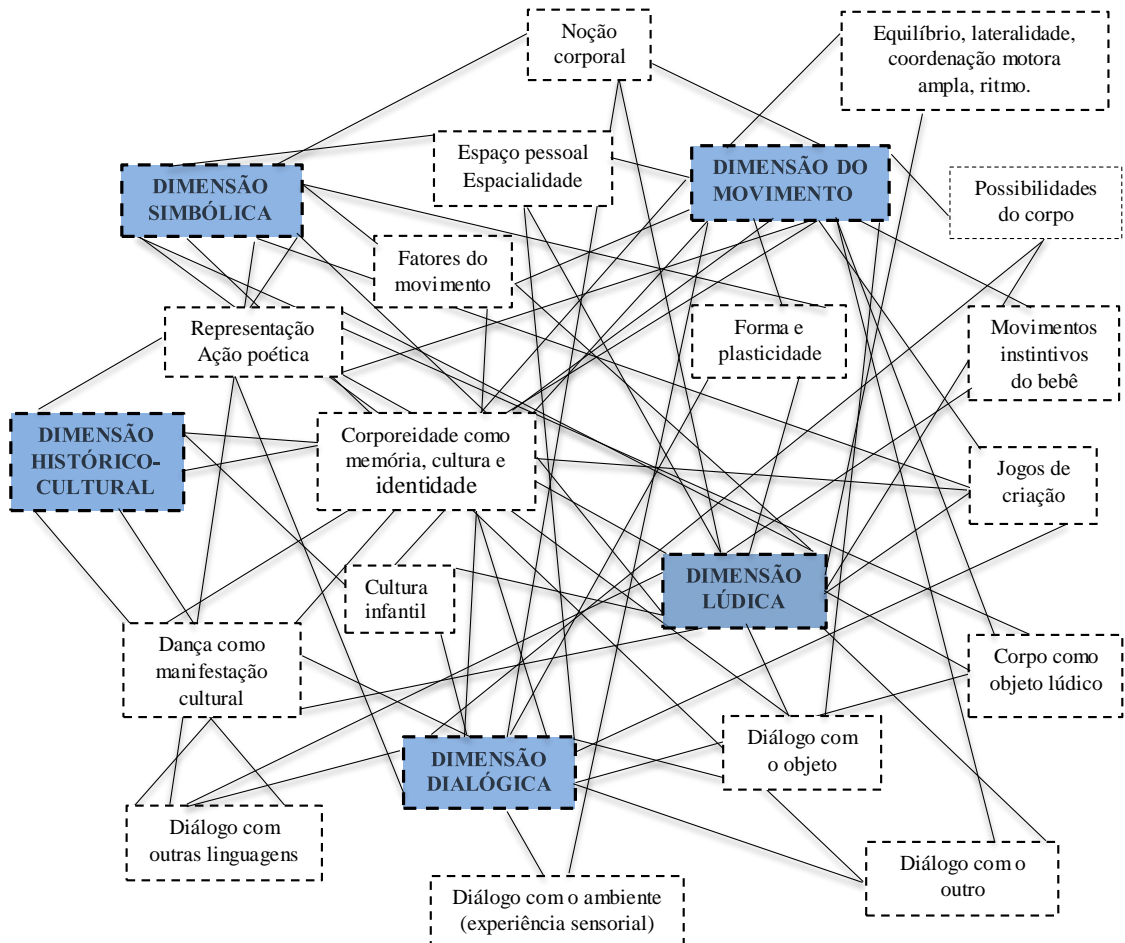 Noção
corporal
Equilíbrio, lateralidade,
coordenação motora
ampla, ritmo.
Espaço pessoal
Espacialidade
DIMENSÃO DO
MOVIMENTO
DIMENSÃO
SIMBÓLICA
Possibilidades
do corpo
Fatores do
movimento
Representação
Ação poética
Forma e
plasticidade
Movimentos
instintivos
do bebê
DIMENSÃO
HISTÓRICO-
CULTURAL
Corporeidade como
memória, cultura e
identidade
Jogos de
criação
DIMENSÃO
LÚDICA
Cultura
infantil
Dança como
manifestação
cultural
Corpo como
objeto lúdico
DIMENSÃO
DIALÓGICA
Diálogo com
o objeto
Diálogo com
outras linguagens
Diálogo com o
outro
Diálogo com o ambiente
(experiência sensorial)